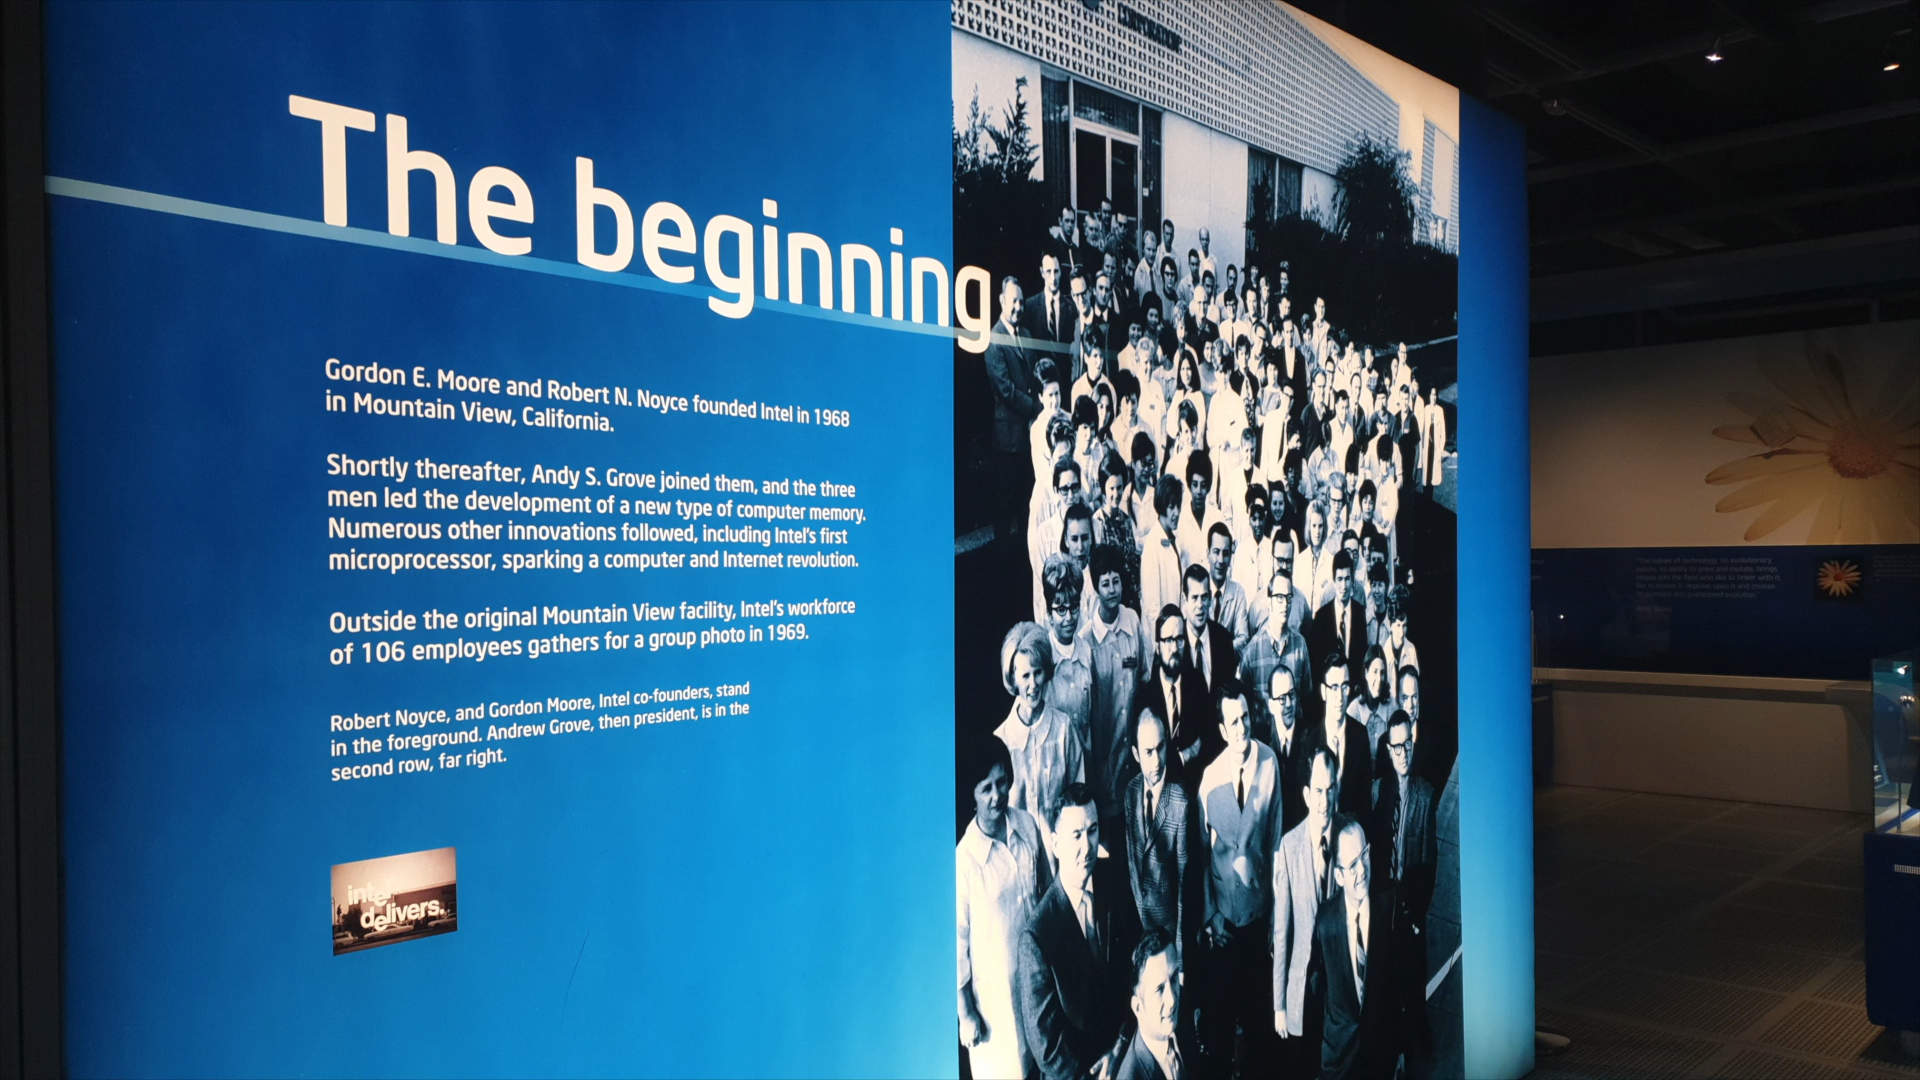 The beginning
Gordon E. Moore and Robert N. Noyce founded Intel in 1968
in Mountain View, California.
Shortly thereafter, Andy S. Grove joined them, and the three
men led the development of a new type of computer memory.
Numerous other innovations followed, including Intel's first
microprocessor, sparking a computer and Internet revolution.
Outside the original Mountain View facility, Intel's workforce
of 106 employees gathers for a group photo in 1969.
Robert Noyce, and Gordon Moore, Intel co-founders, stand
in the foreground. Andrew Grove, then president, is in the
second row, far right.
intel
delivers.